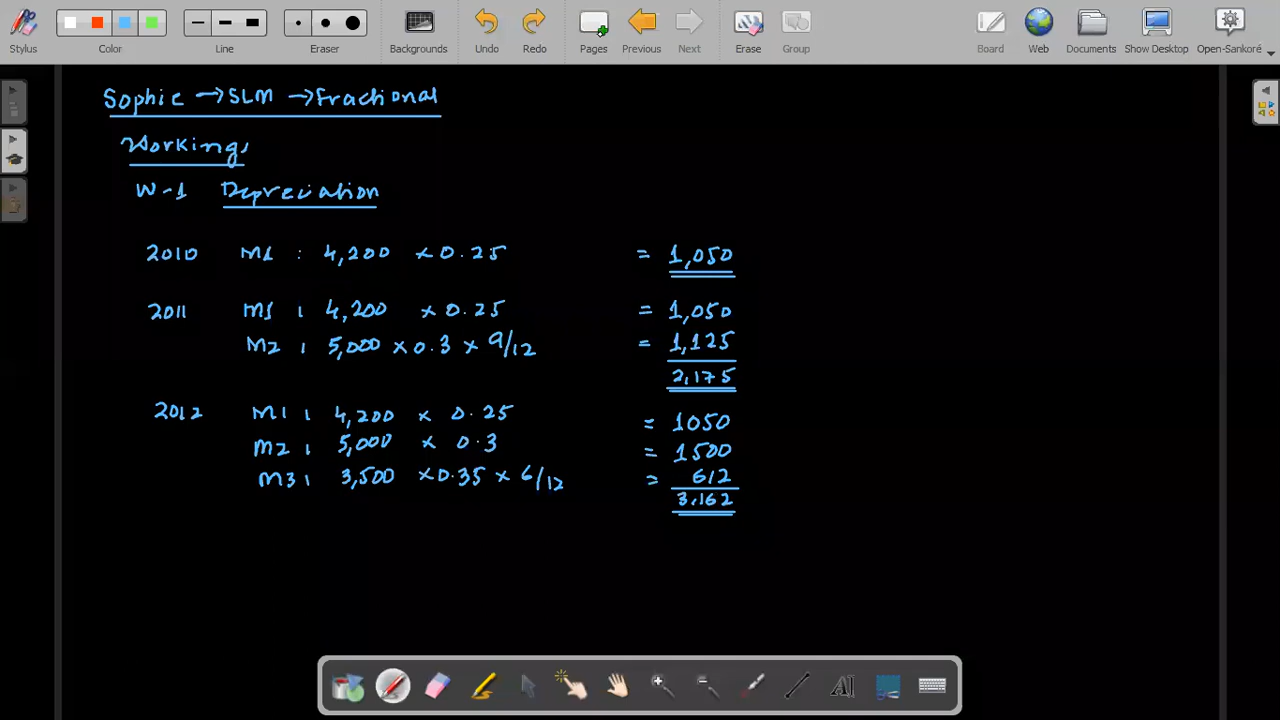 Stylus Color Line Eraser Backgrounds Undo Redo Pages Previous Next Erase Group Board Web Documents Show Desktop Open-Sankoré
Sophie → SLM → Fractional
Workings
W-1 Depreciation
2010 M1 : 4,200 × 0.25 = 1,050
2011 M1 : 4,200 × 0.25 = 1,050
M2 : 5,000 × 0.3 × 9/12 = 1,125
2,175
2012 M1 : 4,200 × 0.25 = 1050
M2 : 5,000 × 0.3 = 1500
M3 : 3,500 × 0.35 × 6/12 = 612
3,162